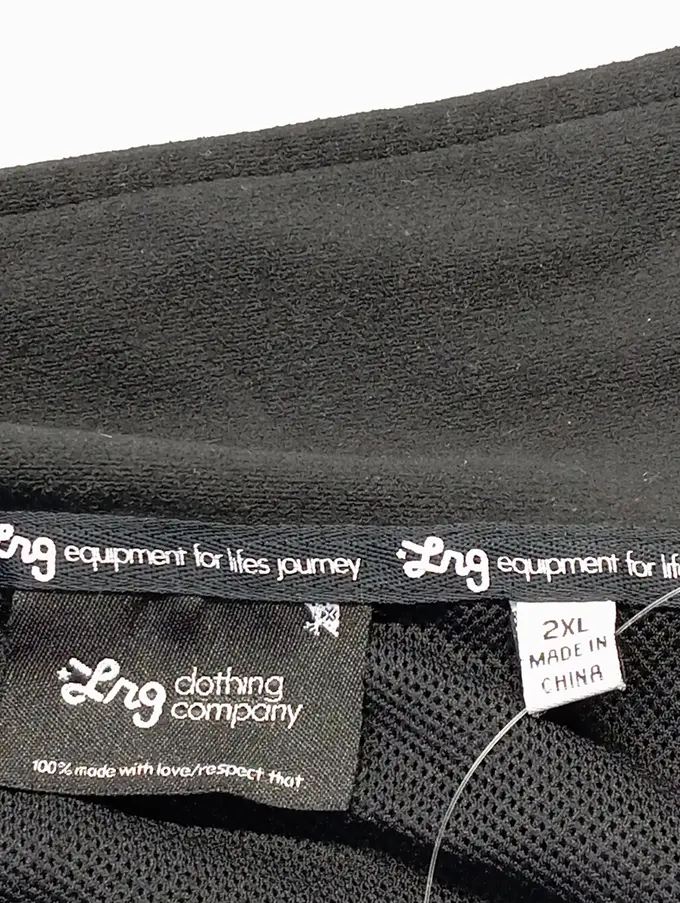 Lrg equipment for lifes journey Lrg equipment for
Lrg clothing
company
100% made with love/respect that
2XL
MADE IN
CHINA